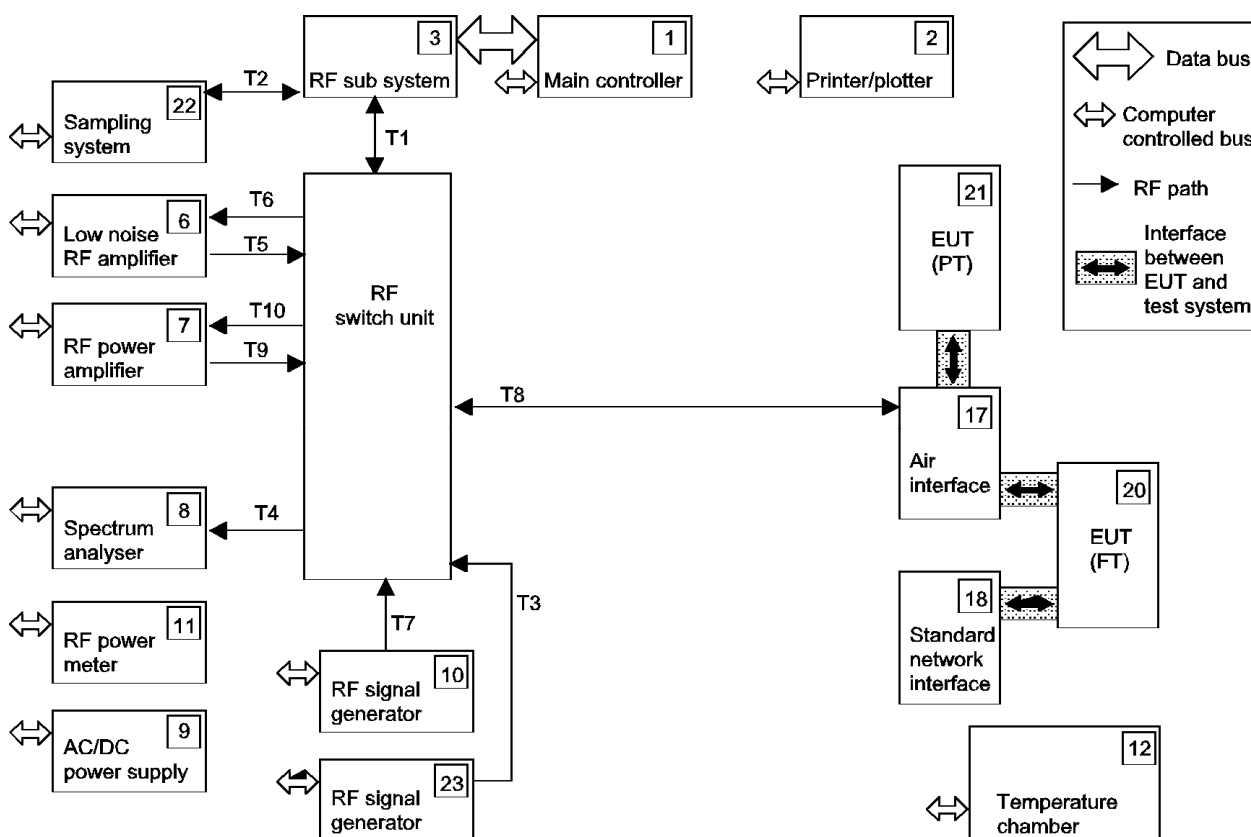 3
RF sub system
1
Main controller
2
Printer/plotter
Data bus
Computer
controlled bus
RF path
Interface
between
EUT and
test system
T2
22
Sampling
system
T1
T6
6
Low noise
RF amplifier
T5
RF
switch unit
T10
7
RF power
amplifier
T9
21
EUT
(PT)
T8
17
Air
interface
20
EUT
(FT)
8
Spectrum
analyser
T4
T3
18
Standard
network
interface
11
RF power
meter
T7
10
RF signal
generator
9
AC/DC
power supply
23
RF signal
generator
12
Temperature
chamber